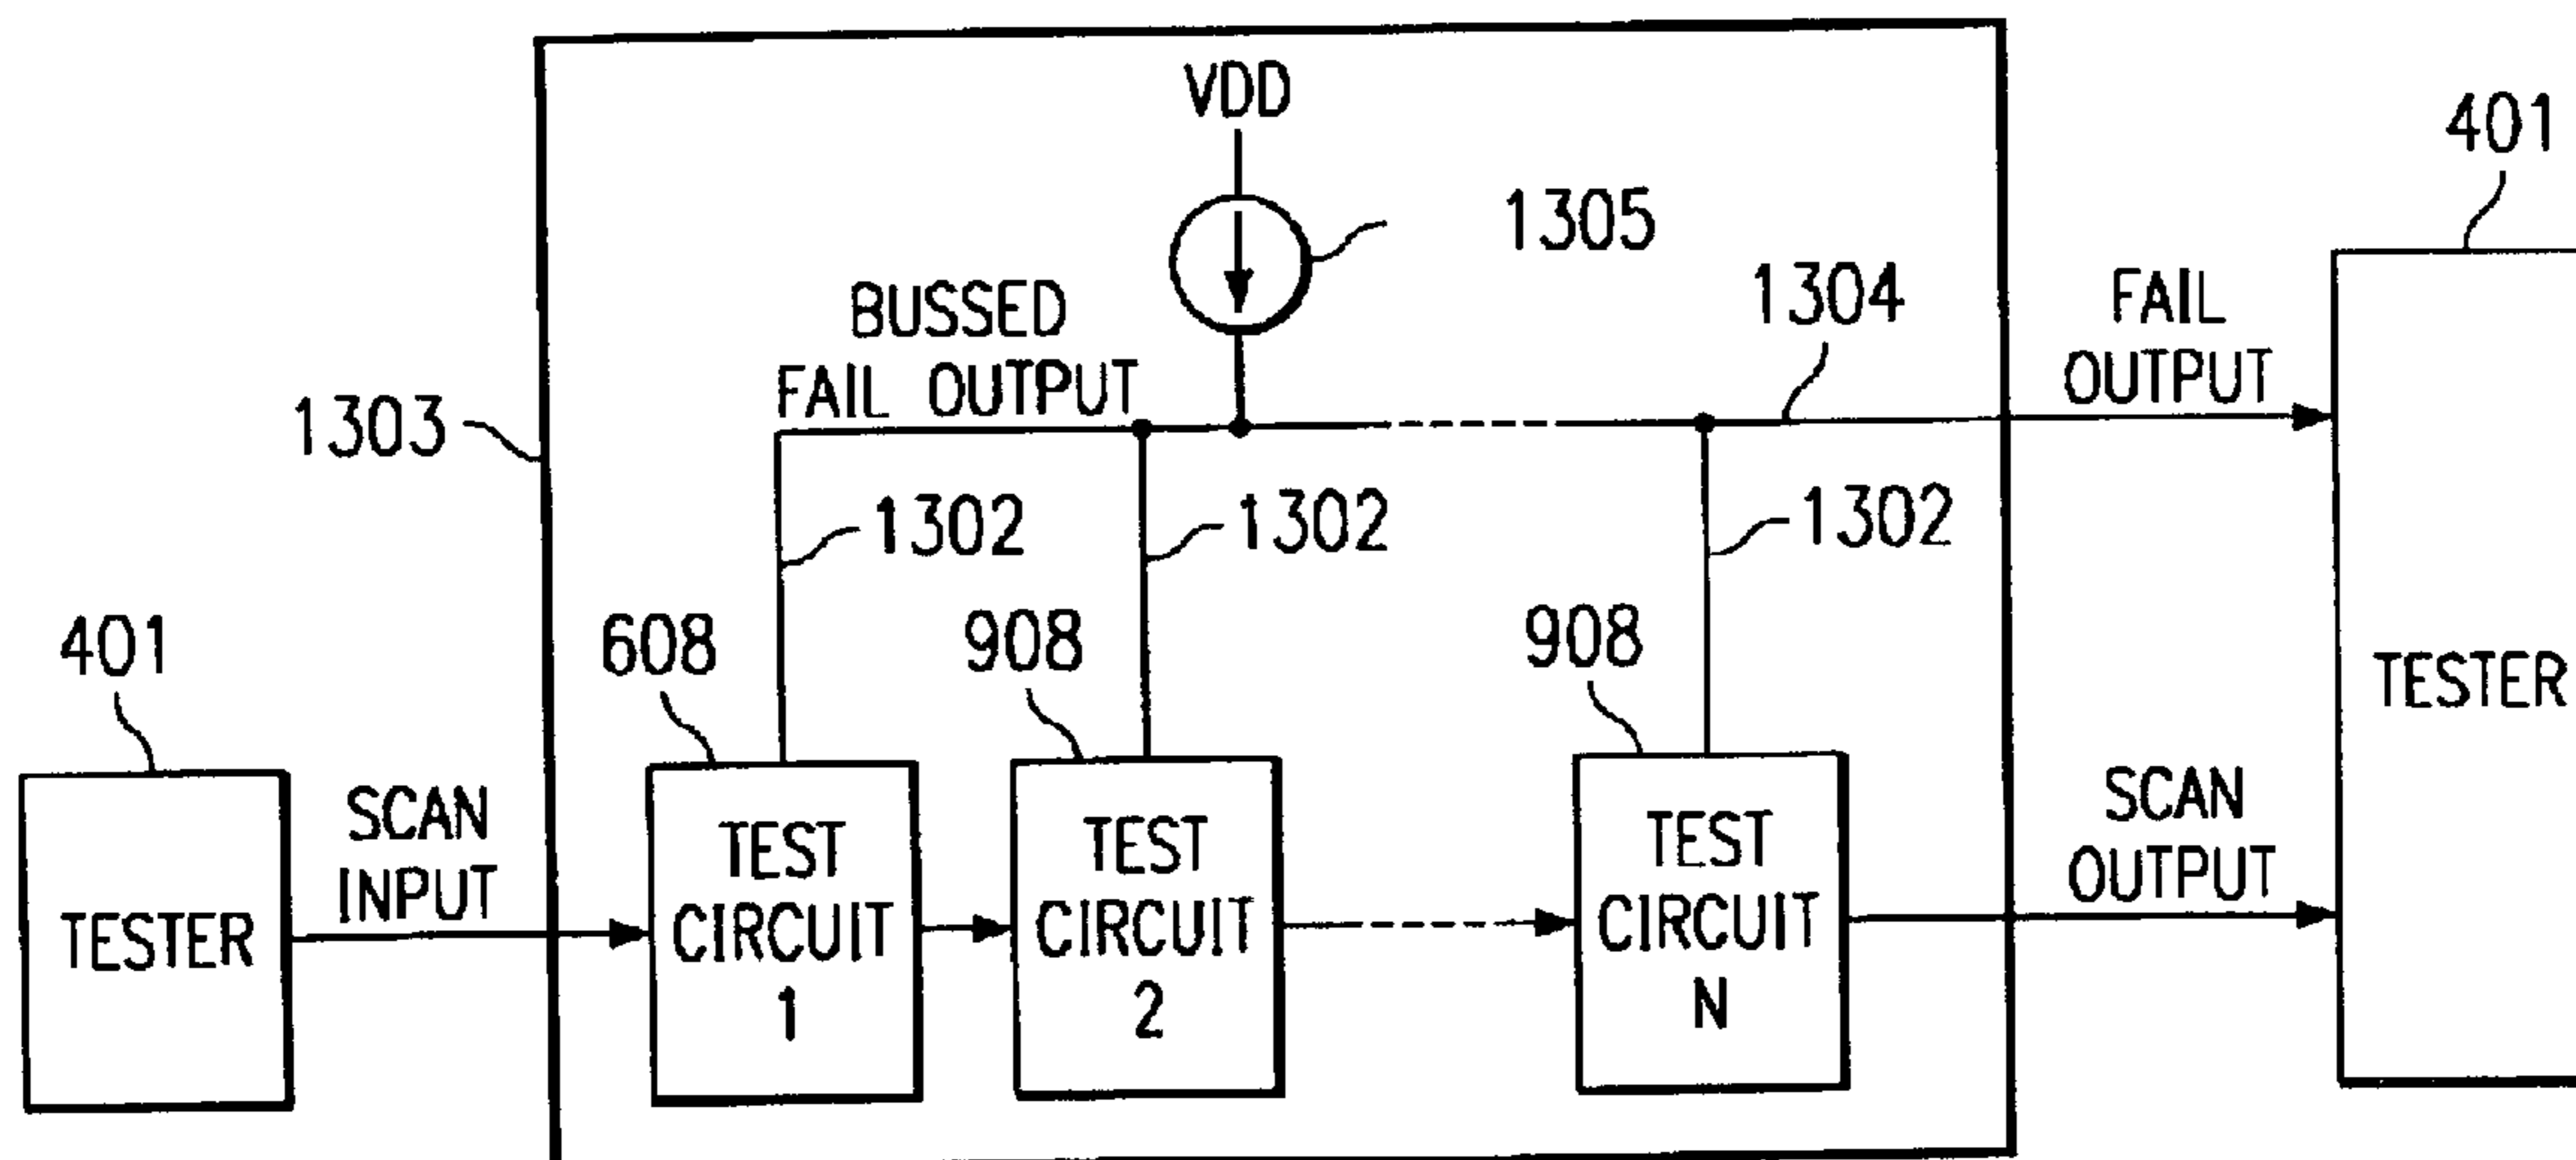 VDD
401
1305
1304
FAIL
OUTPUT
BUSSED
FAIL OUTPUT
1303
1302
1302
1302
401
608
908
908
TESTER
SCAN
INPUT
TESTER
TEST
CIRCUIT
1
TEST
CIRCUIT
2
TEST
CIRCUIT
N
SCAN
OUTPUT